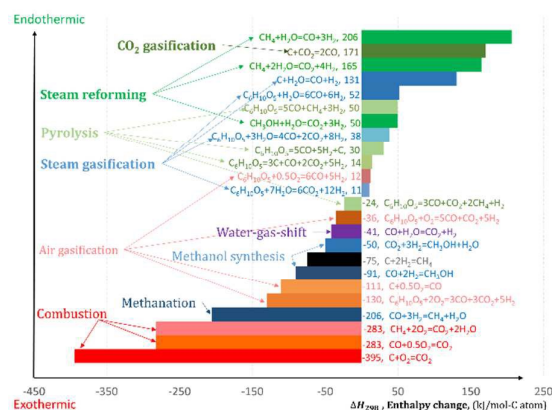 Endothermic
CO₂ gasification
Steam reforming
Pyrolysis
Steam gasification
Water-gas-shift
Air gasification
Methanol synthesis
Methanation
Combustion
Exothermic
CH₄+H₂O=CO+3H₂, 206
C+CO₂=2CO, 171
CH₄+2H₂O=CO₂+4H₂, 165
C+H₂O=CO+H₂, 131
C₆H₁₀O₅+H₂O=6CO+6H₂, 52
C₆H₁₀O₅=5CO+CH₄+3H₂, 50
CH₃OH+H₂O=CO₂+3H₂, 50
C₆H₁₀O₅+3H₂O=4CO+2CO₂+8H₂, 38
C₆H₁₀O₅=5CO+5H₂+C, 30
C₆H₁₀O₅=3C+CO+2CO₂+5H₂, 14
C₆H₁₀O₅+0.5O₂=6CO+5H₂, 12
C₆H₁₀O₅+7H₂O=6CO₂+12H₂, 11
-24, C₆H₁₀O₅=3CO+CO₂+2CH₄+H₂
-36, C₆H₁₀O₅+O₂=5CO+CO₂+5H₂
-41, CO+H₂O=CO₂+H₂
-50, CO₂+3H₂=CH₃OH+H₂O
-75, C+2H₂=CH₄
-91, CO+2H₂=CH₃OH
-111, C+0.5O₂=CO
-130, C₆H₁₀O₅+2O₂=3CO+3CO₂+5H₂
-206, CO+3H₂=CH₄+H₂O
-283, CH₄+2O₂=CO₂+2H₂O
-283, CO+0.5O₂=CO₂
-395, C+O₂=CO₂
-450 -350 -250 -150 -50 50 150 250
ΔH₂₉₈, Enthalpy change, (kj/mol-C atom)